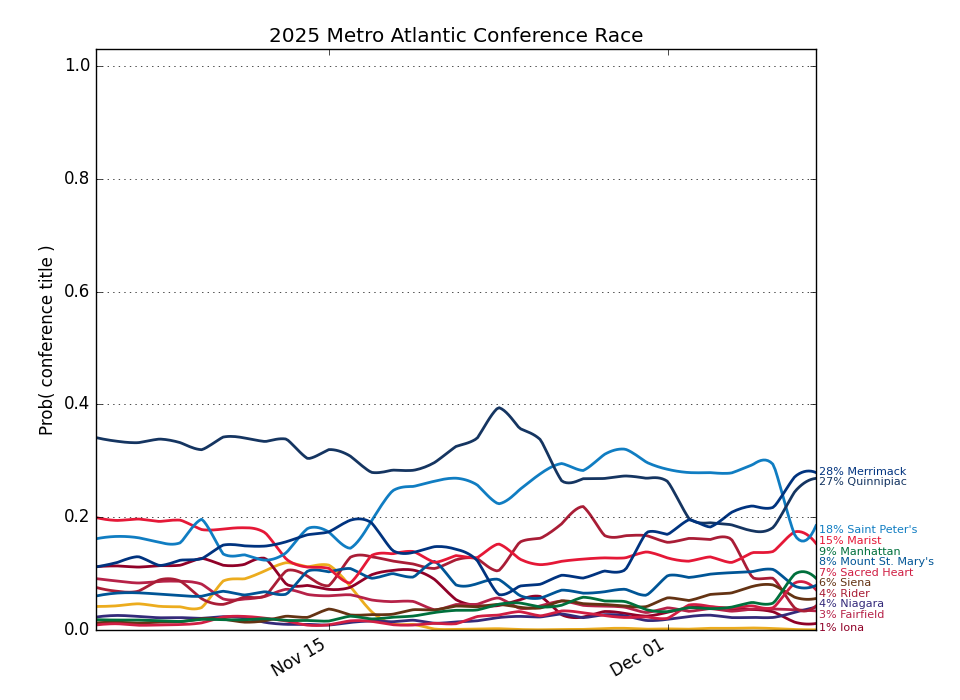 2025 Metro Atlantic Conference Race
Prob( conference title )
1.0
0.8
0.6
0.4
0.2
0.0
Nov 15
Dec 01
28% Merrimack
27% Quinnipiac
18% Saint Peter's
15% Marist
9% Manhattan
8% Mount St. Mary's
7% Sacred Heart
6% Siena
4% Rider
4% Niagara
3% Fairfield
1% Iona